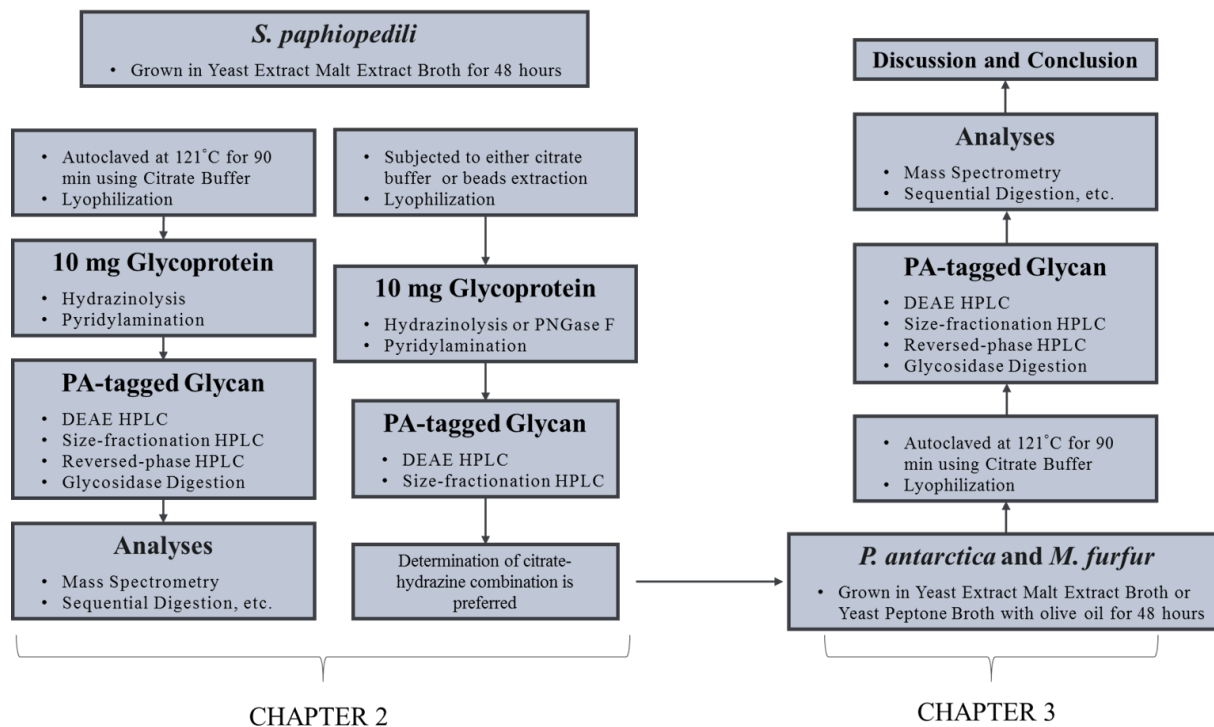 S. paphiopedili
• Grown in Yeast Extract Malt Extract Broth for 48 hours
• Autoclaved at 121°C for 90
min using Citrate Buffer
• Lyophilization
10 mg Glycoprotein
• Hydrazinolysis
• Pyridylamination
PA-tagged Glycan
• DEAE HPLC
• Size-fractionation HPLC
• Reversed-phase HPLC
• Glycosidase Digestion
Analyses
• Mass Spectrometry
• Sequential Digestion, etc.
• Subjected to either citrate
buffer or beads extraction
• Lyophilization
10 mg Glycoprotein
• Hydrazinolysis or PNGase F
• Pyridylamination
PA-tagged Glycan
• DEAE HPLC
• Size-fractionation HPLC
Determination of citrate-
hydrazine combination is
preferred
CHAPTER 2
Discussion and Conclusion
Analyses
• Mass Spectrometry
• Sequential Digestion, etc.
PA-tagged Glycan
• DEAE HPLC
• Size-fractionation HPLC
• Reversed-phase HPLC
• Glycosidase Digestion
• Autoclaved at 121°C for 90
min using Citrate Buffer
• Lyophilization
P. antarctica and M. furfur
• Grown in Yeast Extract Malt Extract Broth or
Yeast Peptone Broth with olive oil for 48 hours
CHAPTER 3